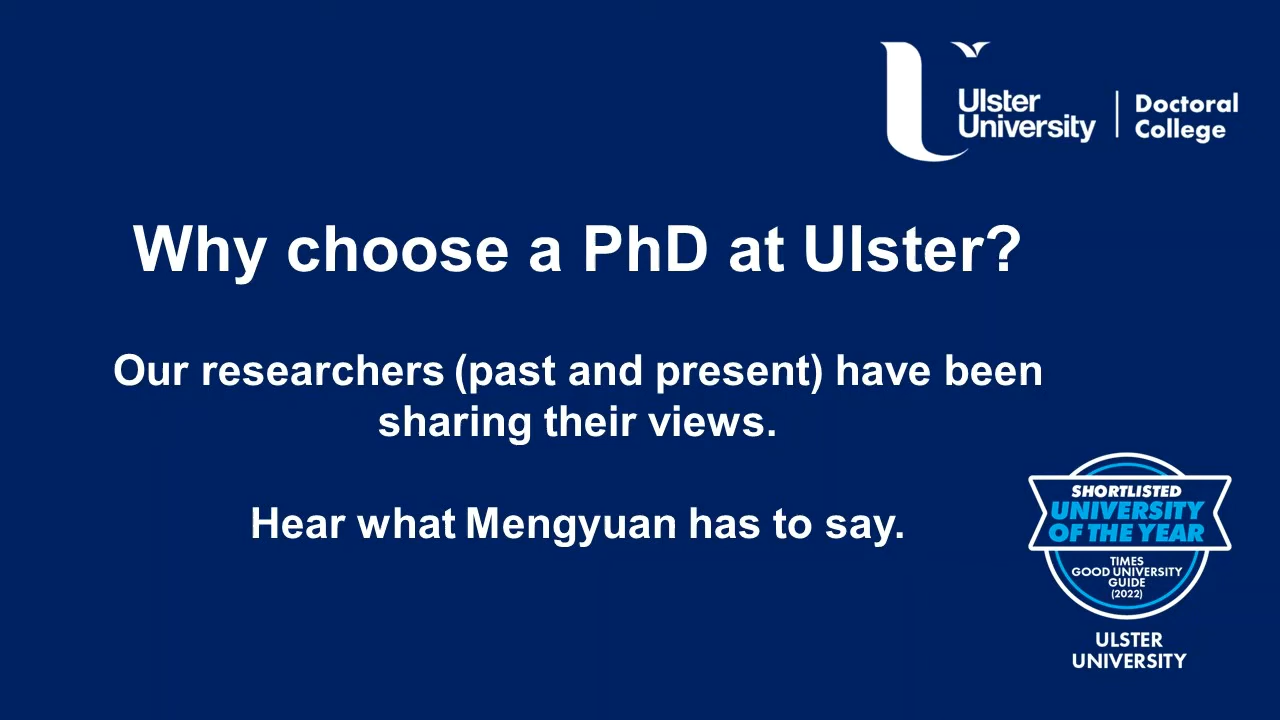 Ulster
University
Doctoral
College
Why choose a PhD at Ulster?
Our researchers (past and present) have been
sharing their views.
Hear what Mengyuan has to say.
SHORTLISTED
UNIVERSITY
OF THE YEAR
TIMES
GOOD UNIVERSITY
GUIDE
(2022)
ULSTER
UNIVERSITY